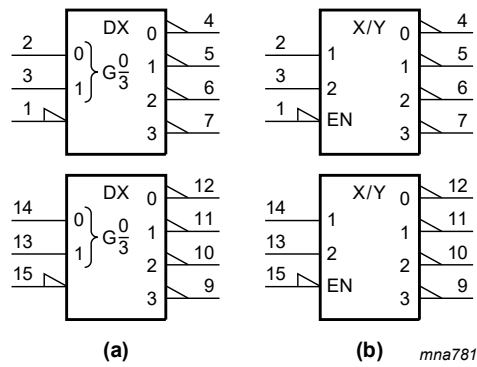 DX 0 4 X/Y 0 4
2 0 1 5 2 1 1 5
3 1 G 0/3 2 6 3 2 2 6
1 3 7 1 EN 3 7
DX 0 12 X/Y 0 12
14 0 1 11 14 1 1 11
13 1 G 0/3 2 10 13 2 2 10
15 3 9 15 EN 3 9
(a) (b) mna781